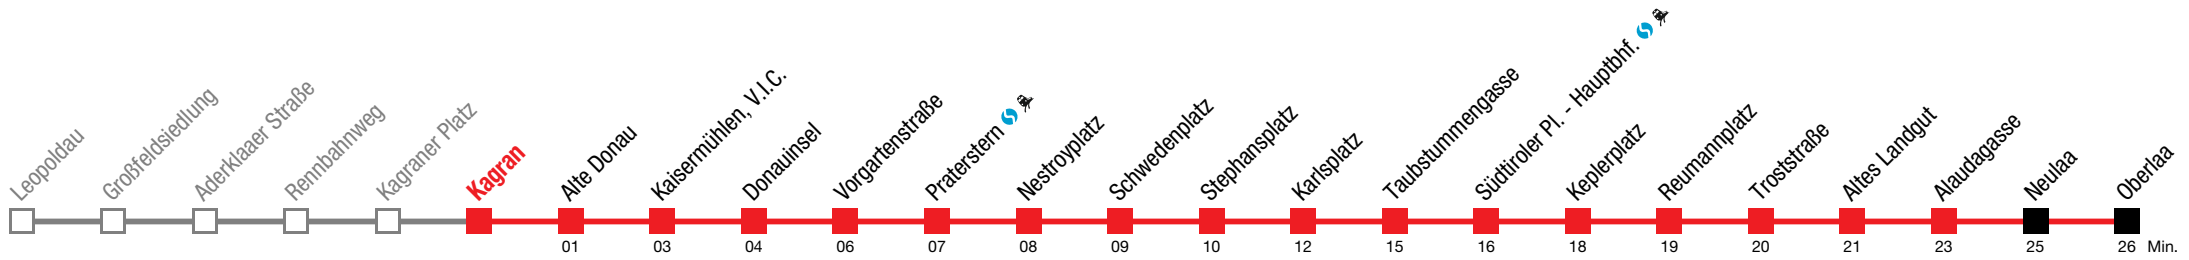 Leopoldau
Großfeldsiedlung
Aderklaaer Straße
Rennbahnweg
Kagraner Platz
Kagran
Alte Donau
Kaisermühlen, V.I.C.
Donauinsel
Vorgartenstraße
Praterstern
Nestroyplatz
Schwedenplatz
Stephansplatz
Karlsplatz
Taubstummengasse
Südtiroler Pl. - Hauptbhf.
Keplerplatz
Reumannplatz
Troststraße
Altes Landgut
Alaudagasse
Neulaa
Oberlaa
01 03 04 06 07 08 09 10 12 15 16 18 19 20 21 23 25 26 Min.